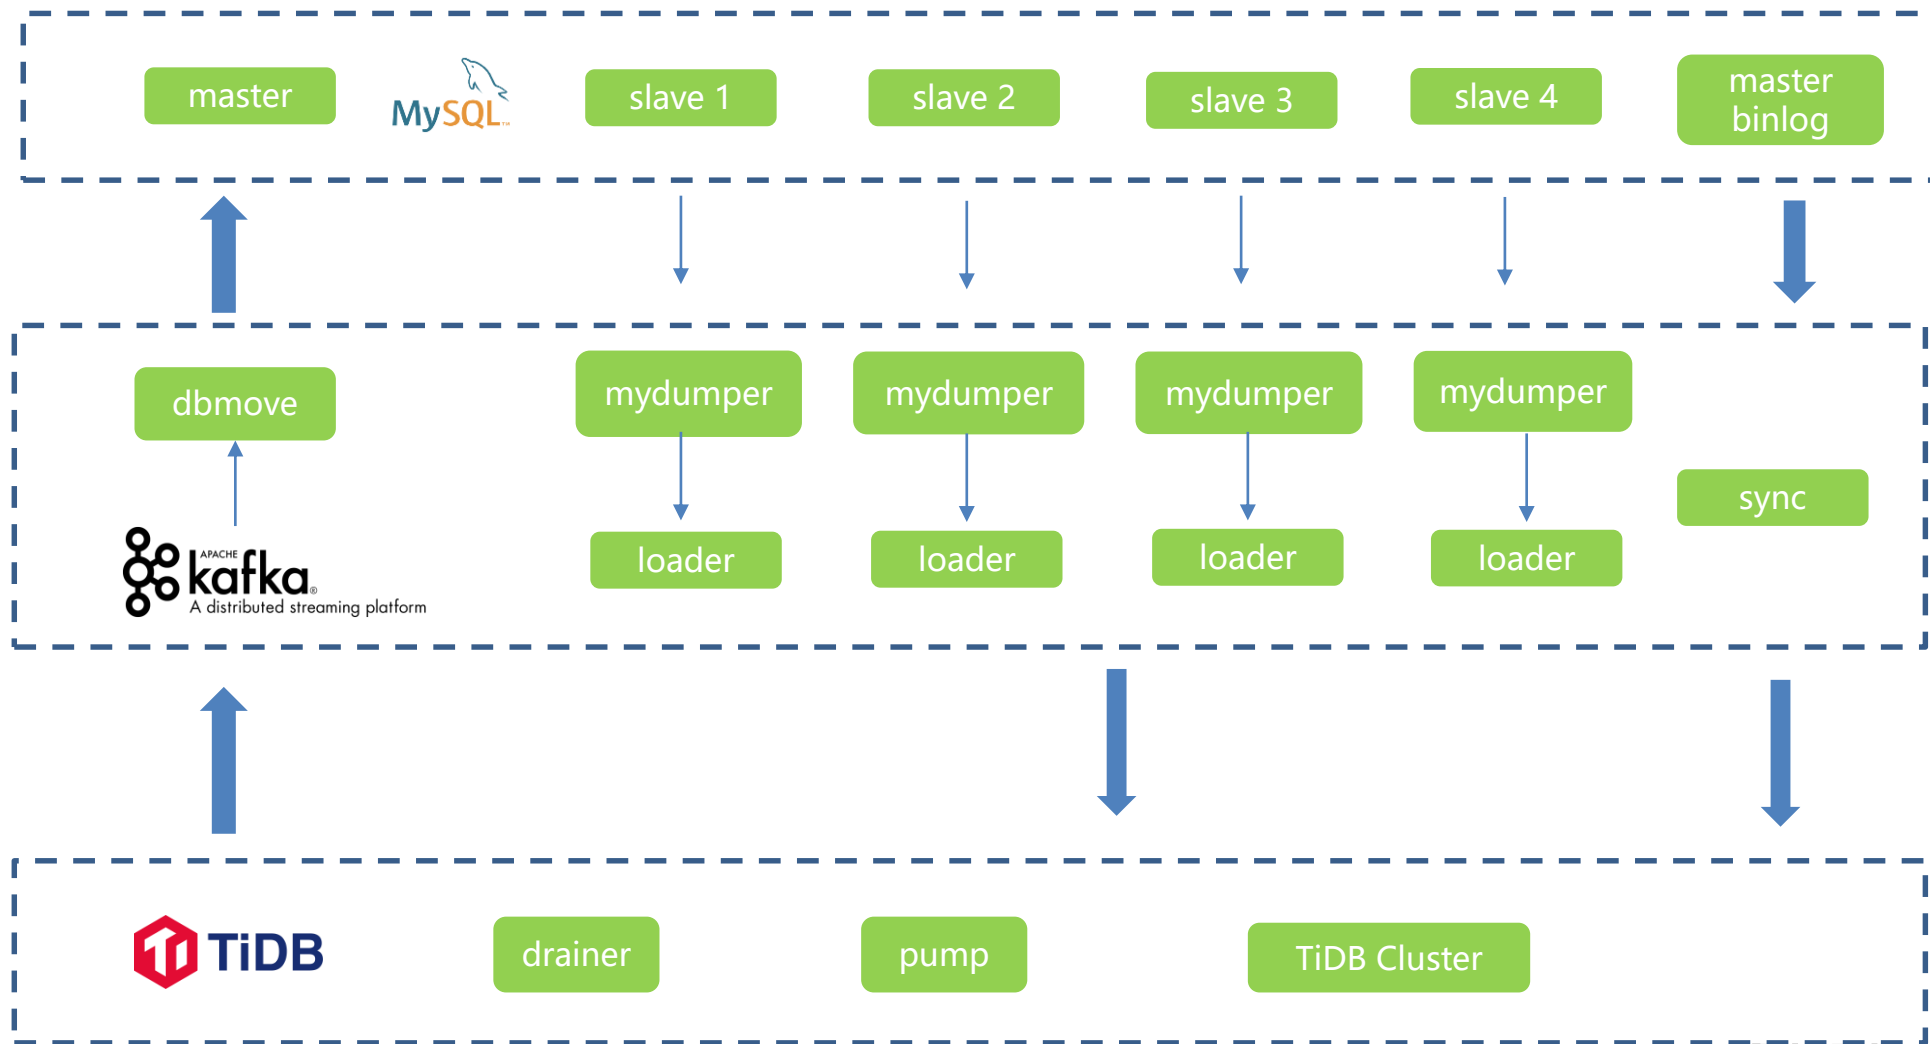 master
MySQL™
slave 1
slave 2
slave 3
slave 4
master
binlog
dbmove
mydumper
mydumper
mydumper
mydumper
sync
APACHE
kafka®
A distributed streaming platform
loader
loader
loader
loader
TiDB
drainer
pump
TiDB Cluster